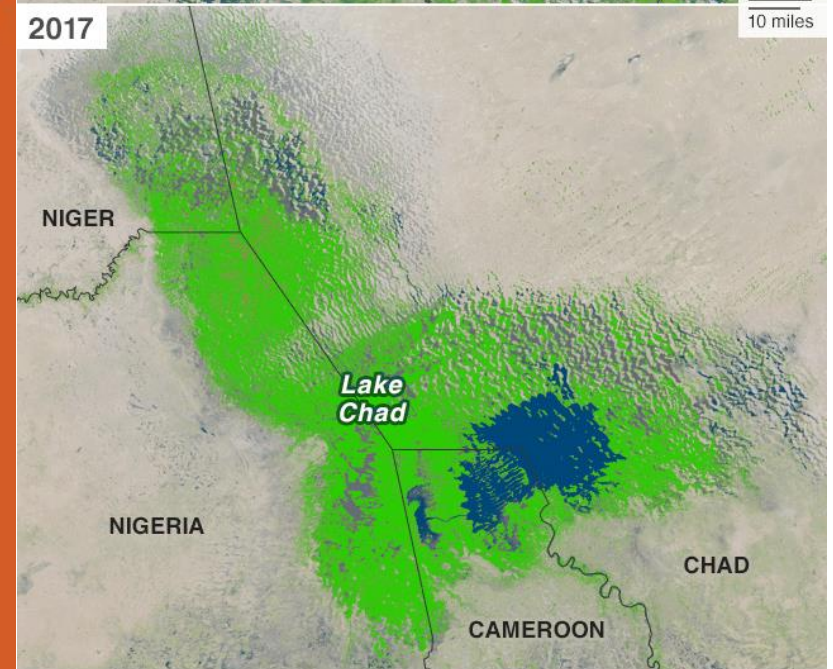 2017
10 miles
NIGER
Lake
Chad
NIGERIA
CHAD
CAMEROON